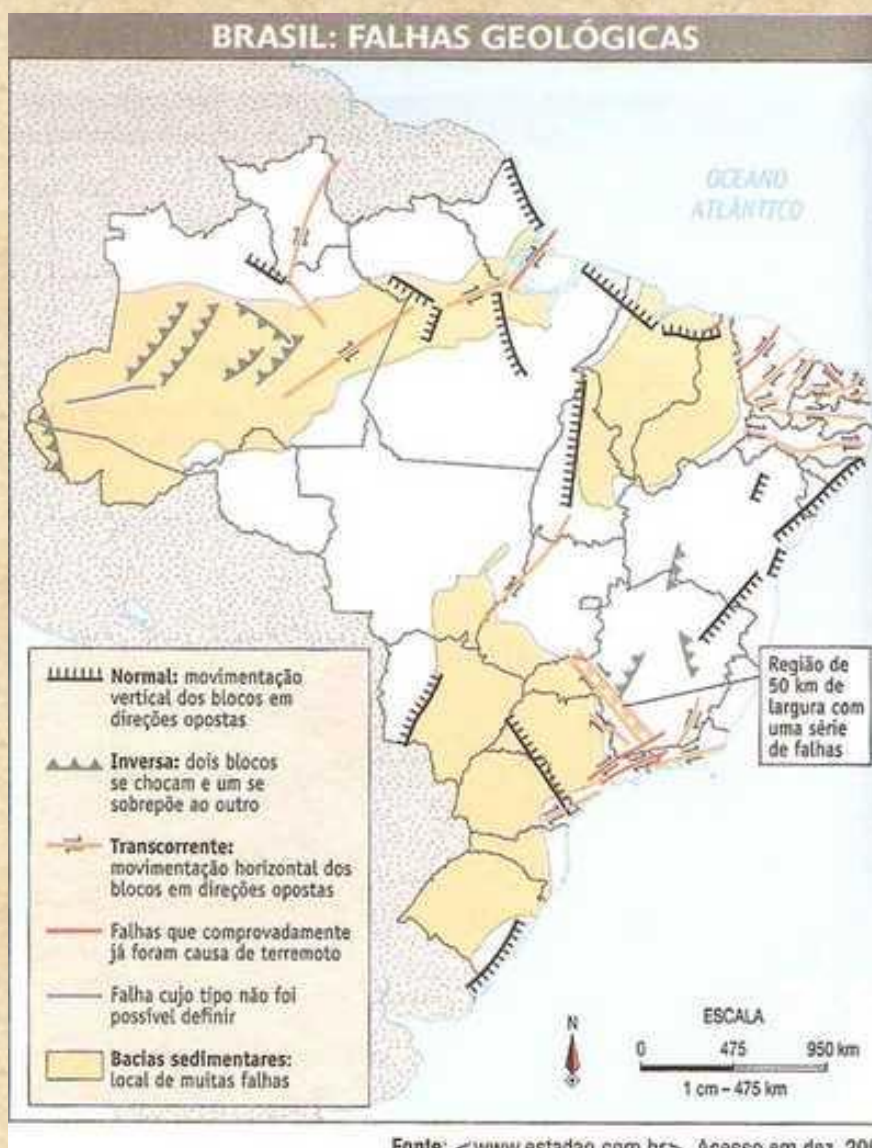 BRASIL: FALHAS GEOLÓGICAS
OCEANO
ATLÂNTICO
Região de
50 km de
largura com
uma série
de falhas
Normal: movimentação
vertical dos blocos em
direções opostas
Inversa: dois blocos
se chocam e um se
sobrepõe ao outro
Transcorrente:
movimentação horizontal dos
blocos em direções opostas
Falhas que comprovadamente
já foram causa de terremoto
Falha cujo tipo não foi
possível definir
Bacias sedimentares:
local de muitas falhas
N
ESCALA
0 475 950 km
1 cm – 475 km
Fonte: <www.estadao.com.br>. Acesso em dez.